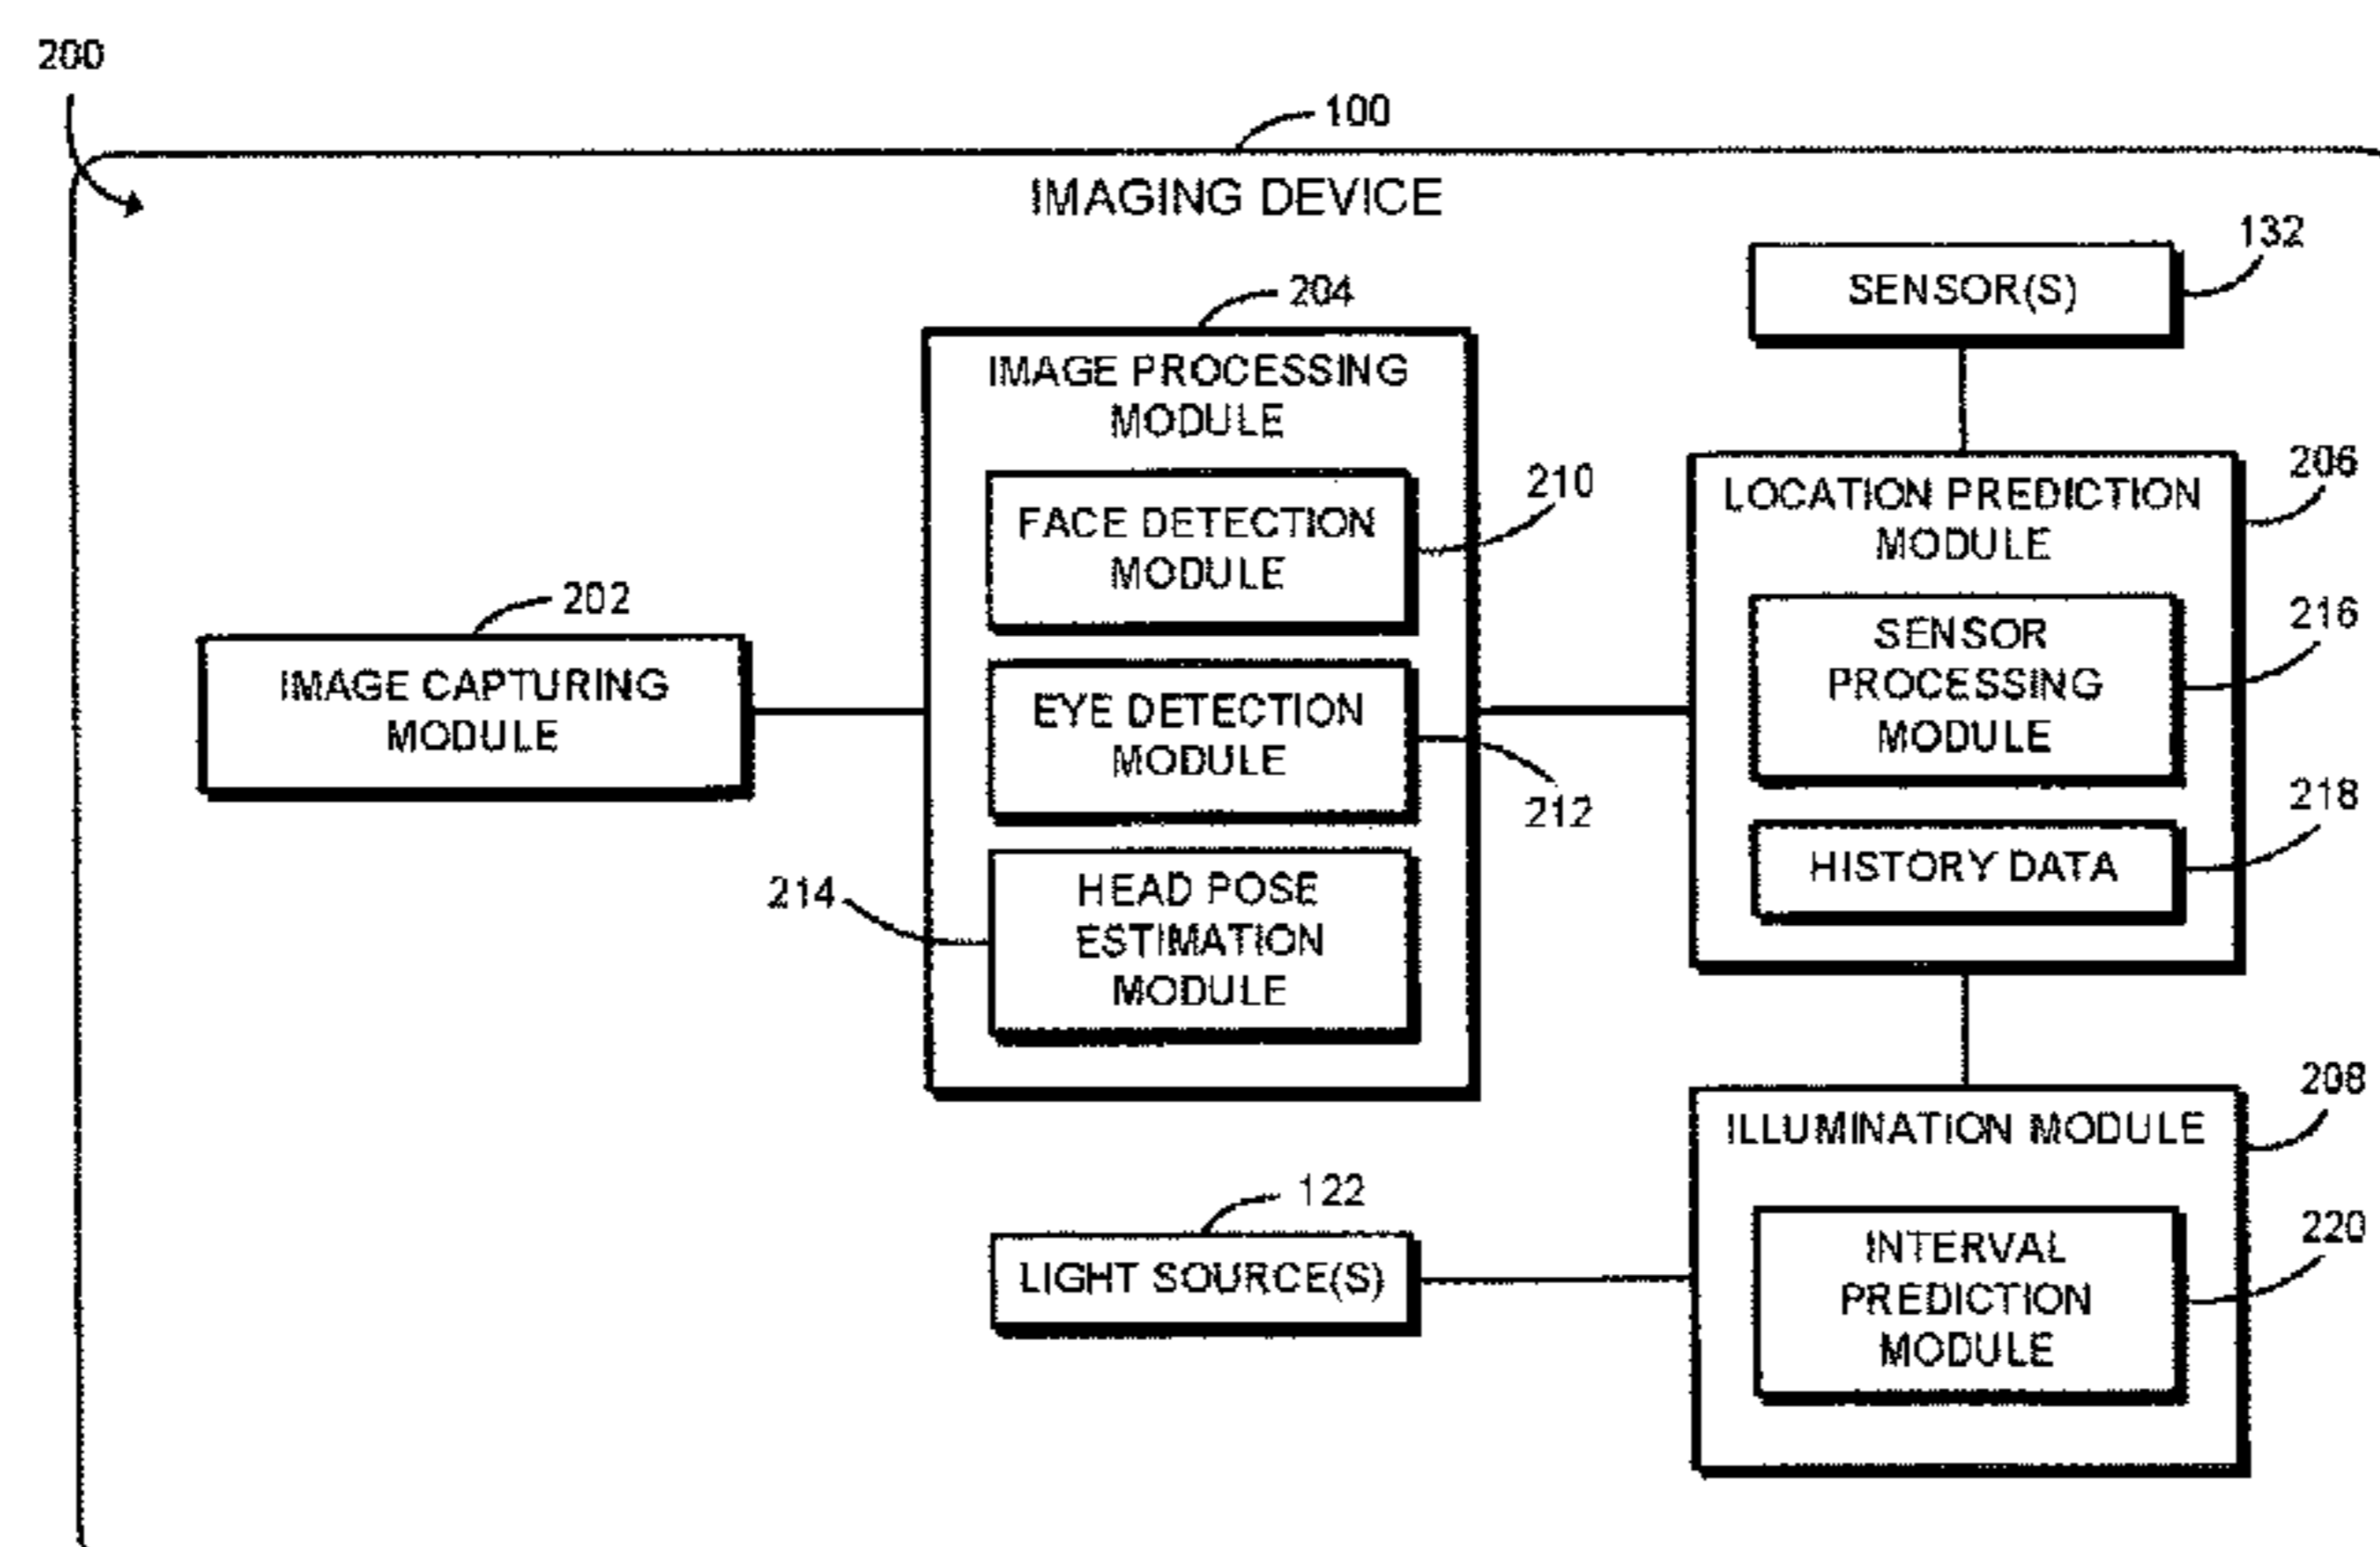 200
100
IMAGING DEVICE
132
SENSOR(S)
204
IMAGE PROCESSING
MODULE
206
LOCATION PREDICTION
MODULE
210
FACE DETECTION
MODULE
202
IMAGE CAPTURING
MODULE
216
SENSOR
PROCESSING
MODULE
EYE DETECTION
MODULE
212
218
HISTORY DATA
214
HEAD POSE
ESTIMATION
MODULE
208
ILLUMINATION MODULE
122
LIGHT SOURCE(S)
220
INTERVAL
PREDICTION
MODULE